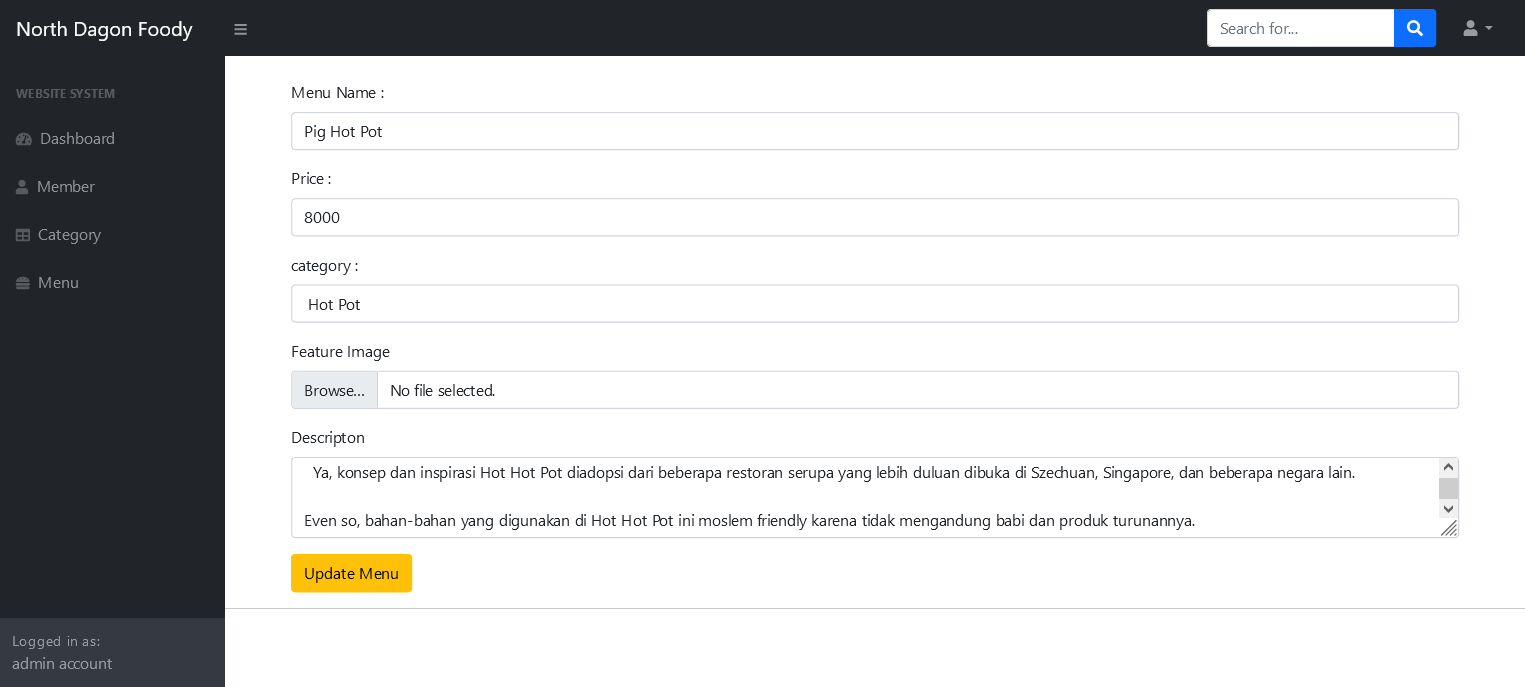 North Dagon Foody
Search for...
WEBSITE SYSTEM
Dashboard
Member
Category
Menu
Logged in as:
admin account
Menu Name :
Pig Hot Pot
Price :
8000
category :
Hot Pot
Feature Image
Browse... No file selected.
Descripton
Ya, konsep dan inspirasi Hot Hot Pot diadopsi dari beberapa restoran serupa yang lebih duluan dibuka di Szechuan, Singapore, dan beberapa negara lain.
Even so, bahan-bahan yang digunakan di Hot Hot Pot ini moslem friendly karena tidak mengandung babi dan produk turunannya.
Update Menu